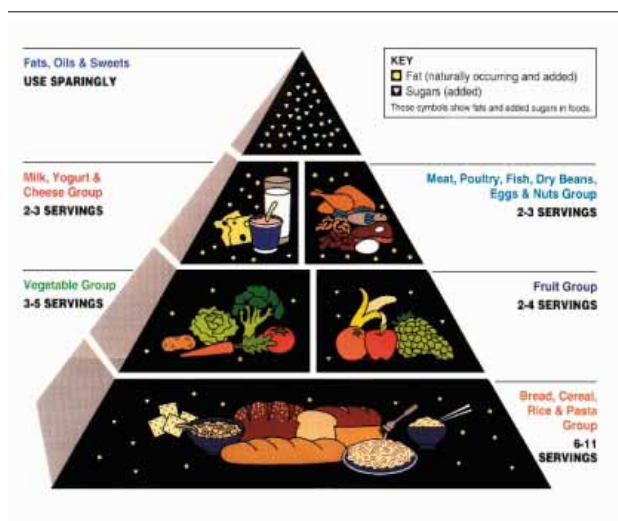 Fats, Oils & Sweets
USE SPARINGLY
KEY
Fat (naturally occurring and added)
Sugars (added)
These symbols show fats and added sugars in foods.
Milk, Yogurt &
Cheese Group
2-3 SERVINGS
Meat, Poultry, Fish, Dry Beans,
Eggs & Nuts Group
2-3 SERVINGS
Vegetable Group
3-5 SERVINGS
Fruit Group
2-4 SERVINGS
Bread, Cereal,
Rice & Pasta
Group
6-11
SERVINGS